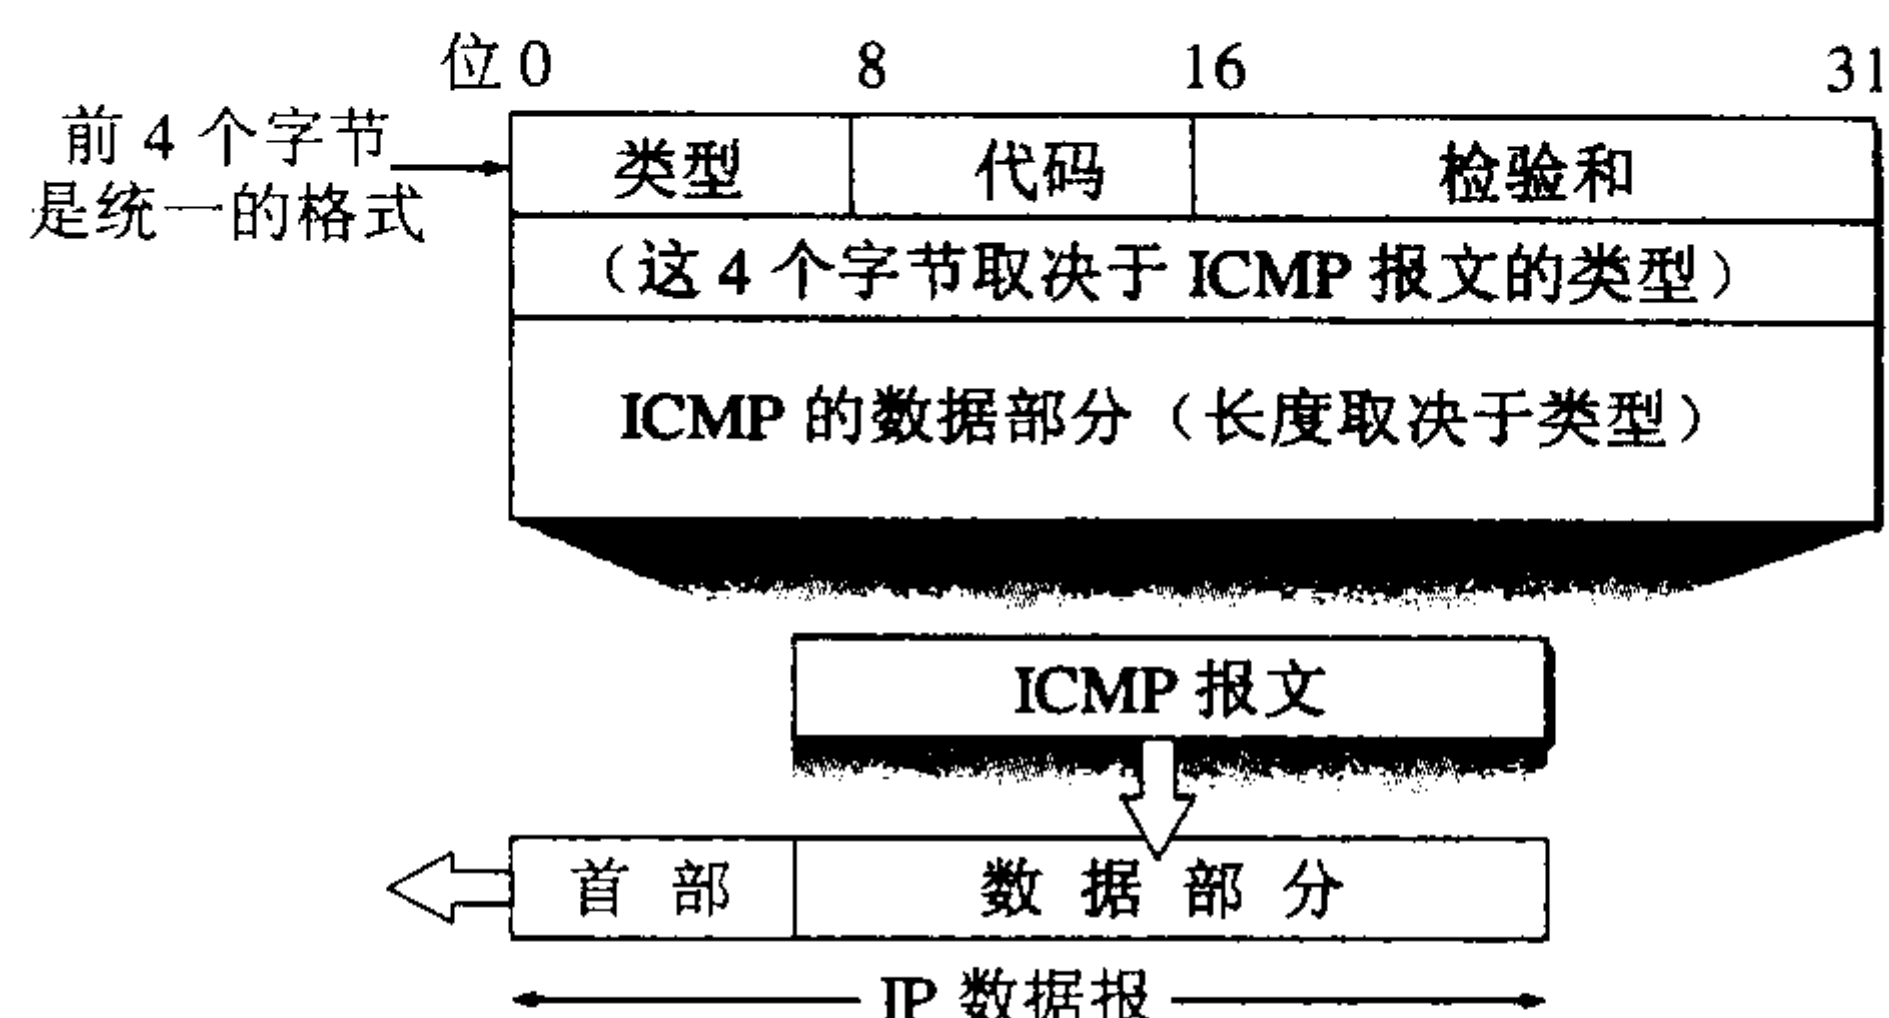 位 0 8 16 31
前 4 个字节
是统一的格式
类型 代码 检验和
（这 4 个字节取决于 ICMP 报文的类型）
ICMP 的数据部分（长度取决于类型）
ICMP 报文
首 部 数 据 部 分
IP 数据报